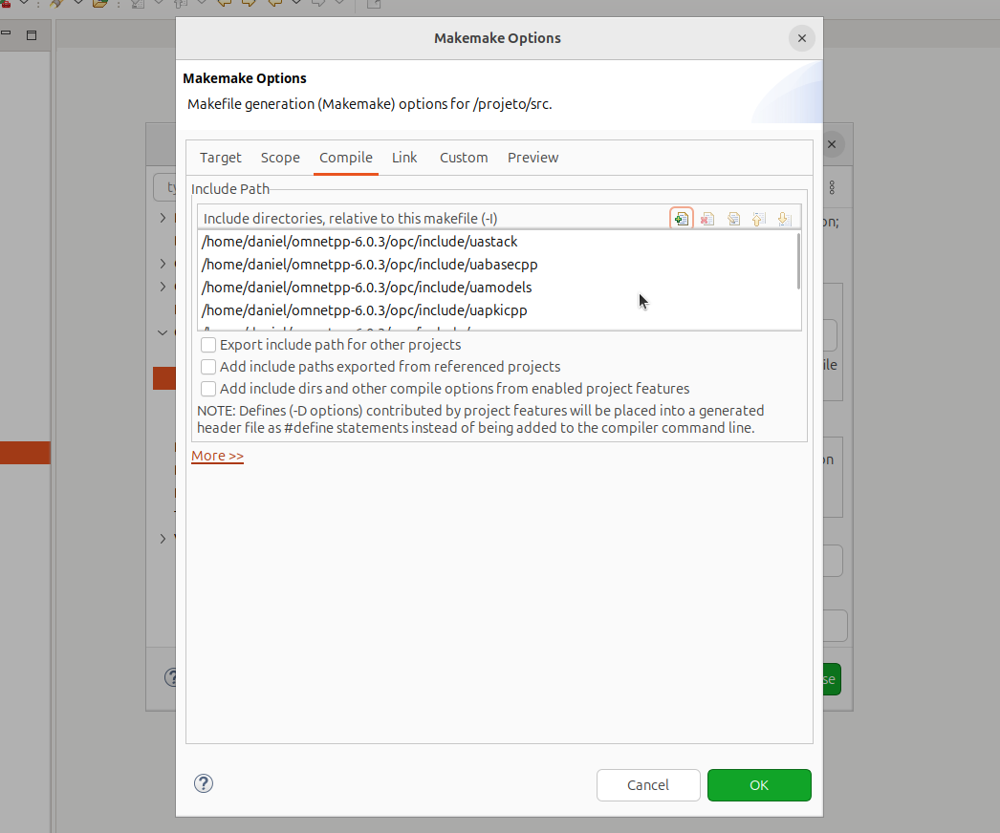 Makemake Options
Makemake Options
Makefile generation (Makemake) options for /projeto/src.
Target Scope Compile Link Custom Preview
Include Path
Include directories, relative to this makefile (-I)
/home/daniel/omnetpp-6.0.3/opc/include/uastack
/home/daniel/omnetpp-6.0.3/opc/include/uabasecpp
/home/daniel/omnetpp-6.0.3/opc/include/uamodels
/home/daniel/omnetpp-6.0.3/opc/include/uapkicpp
Export include path for other projects
Add include paths exported from referenced projects
Add include dirs and other compile options from enabled project features
NOTE: Defines (-D options) contributed by project features will be placed into a generated
header file as #define statements instead of being added to the compiler command line.
More >>
Cancel
OK